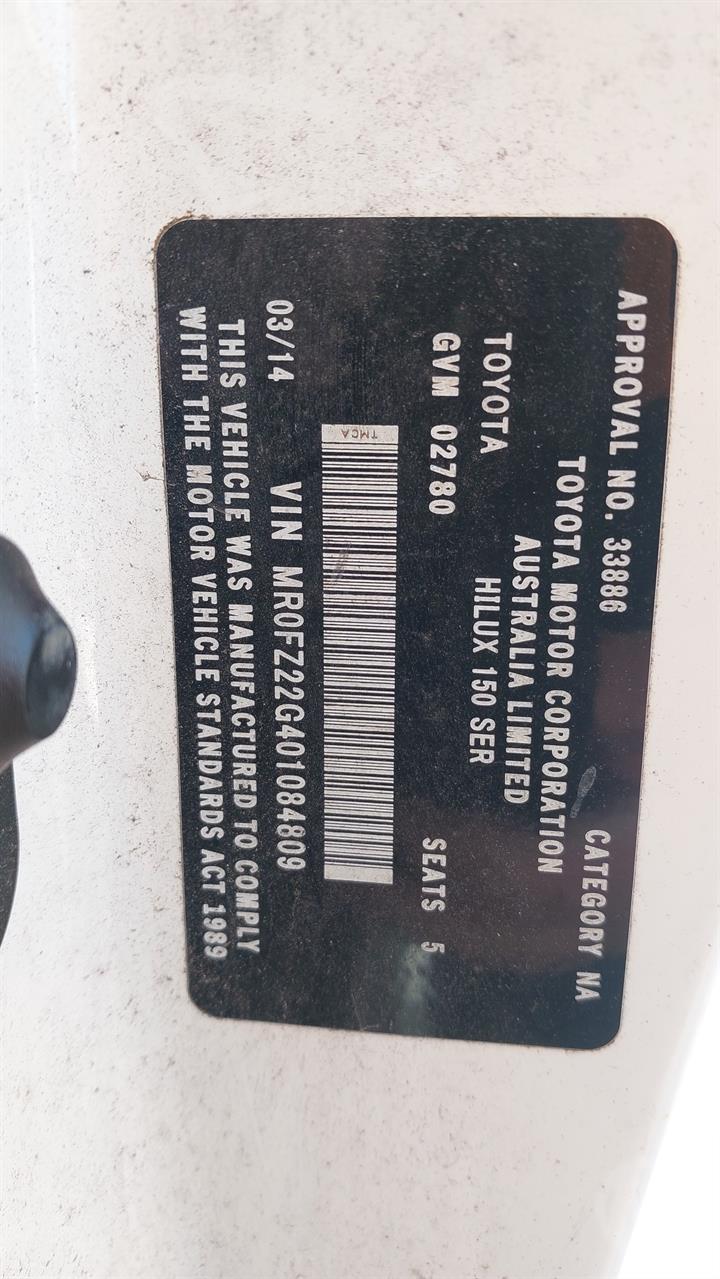 APPROVAL NO. 33886 CATEGORY NA
TOYOTA MOTOR CORPORATION
AUSTRALIA LIMITED
TOYOTA HILUX 150 SER
GVM 02780 SEATS 5
TMCA
VIN MR0FZ22G401084809
03/14
THIS VEHICLE WAS MANUFACTURED TO COMPLY
WITH THE MOTOR VEHICLE STANDARDS ACT 1989